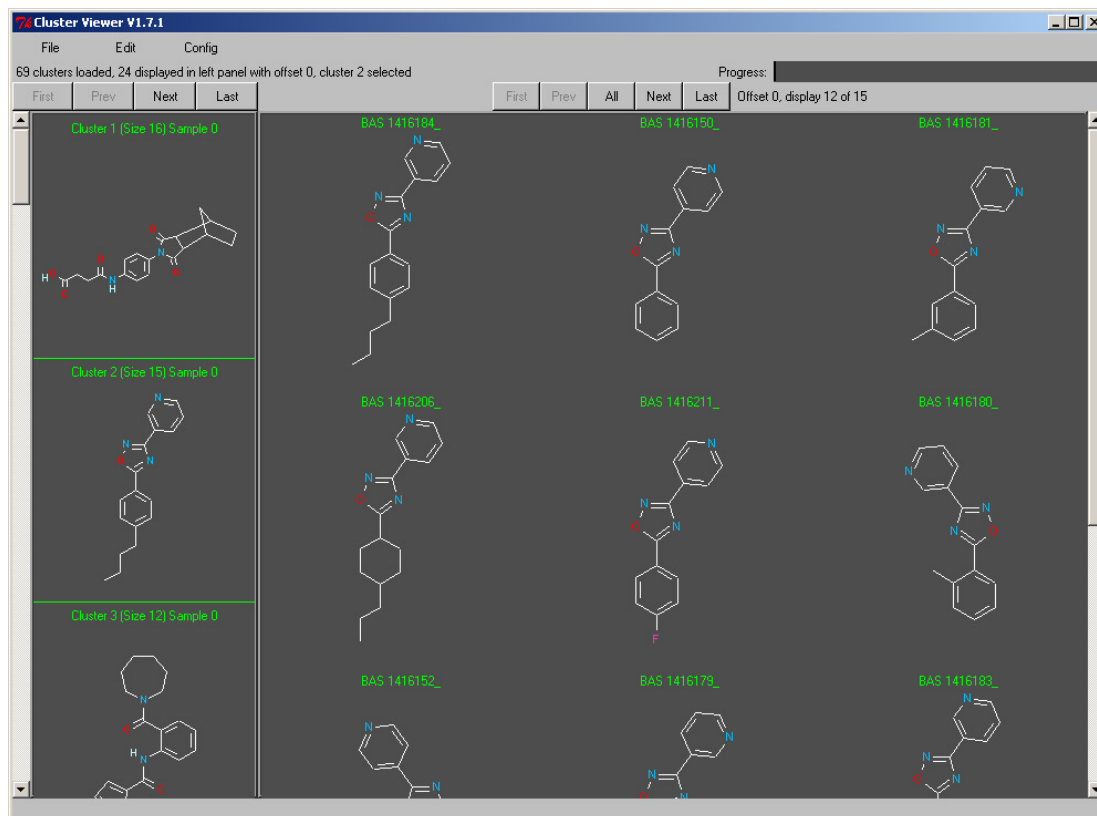 Cluster Viewer V1.7.1
File Edit Config
69 clusters loaded, 24 displayed in left panel with offset 0, cluster 2 selected
Progress:
First Prev Next Last
First Prev All Next Last Offset 0, display 12 of 15
Cluster 1 (Size 16) Sample 0
O
N
O
O
N
H
H O
O
Cluster 2 (Size 15) Sample 0
N
N
O N
Cluster 3 (Size 12) Sample 0
N
O
H
N
O
BAS 1416184_
N
N
O N
BAS 1416150_
N
N
O N
BAS 1416181_
N
N
O N
BAS 1416206_
N
N
O N
BAS 1416211_
N
N
O N
F
BAS 1416180_
N
N
N O
BAS 1416152_
N
N
BAS 1416179_
N
N
O N
BAS 1416183_
N
N
O N